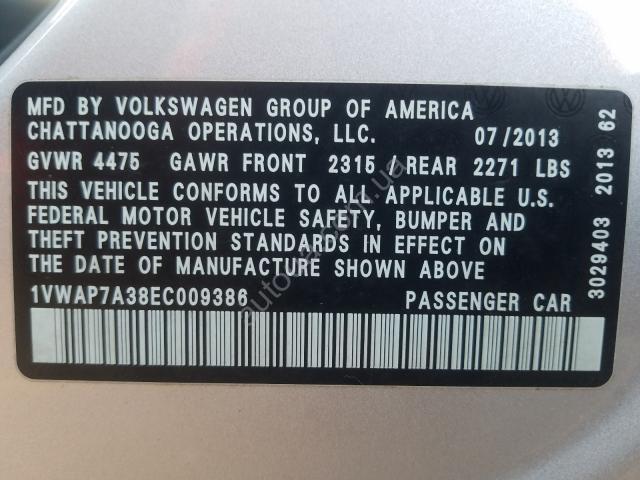 MFD BY VOLKSWAGEN GROUP OF AMERICA
CHATTANOOGA OPERATIONS, LLC. 07/2013
GVWR 4475 GAWR FRONT 2315 / REAR 2271 LBS
THIS VEHICLE CONFORMS TO ALL APPLICABLE U.S.
FEDERAL MOTOR VEHICLE SAFETY, BUMPER AND
THEFT PREVENTION STANDARDS IN EFFECT ON
THE DATE OF MANUFACTURE SHOWN ABOVE
1VWAP7A38EC009386 PASSENGER CAR
3029403 2013 62